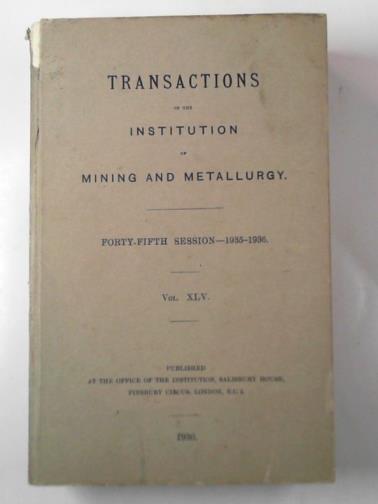 TRANSACTIONS
OF THE
INSTITUTION
OF
MINING AND METALLURGY.
FORTY-FIFTH SESSION—1935-1936.
VOL. XLV.
PUBLISHED
AT THE OFFICE OF THE INSTITUTION, SALISBURY HOUSE,
FINSBURY CIRCUS, LONDON, E.C.2.
1936.